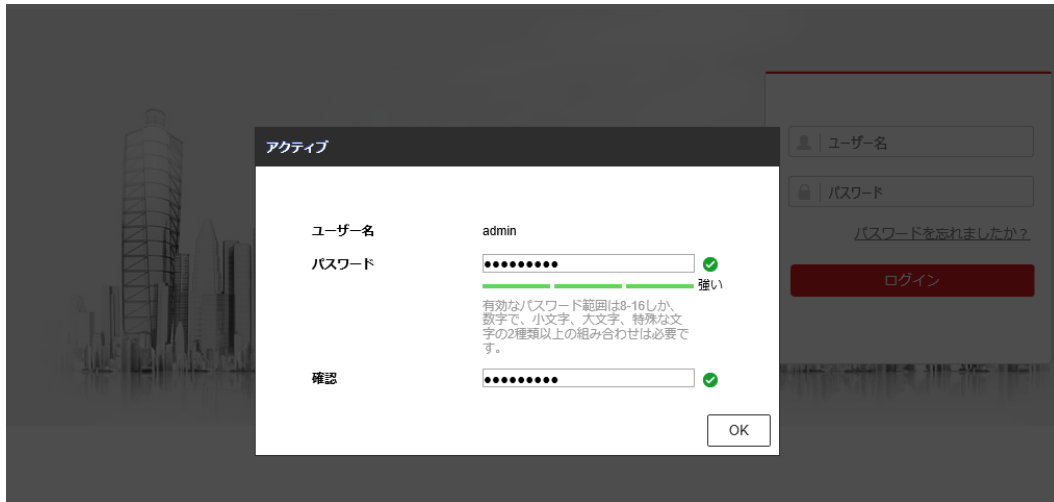 アクティブ
ユーザー名
admin
パスワード
●●●●●●●●●
強い
有効なパスワード範囲は8-16しか、
数字で、小文字、大文字、特殊な文
字の2種類以上の組み合わせは必要で
す。
確認
●●●●●●●●●
OK
ユーザー名
パスワード
パスワードを忘れましたか？
ログイン